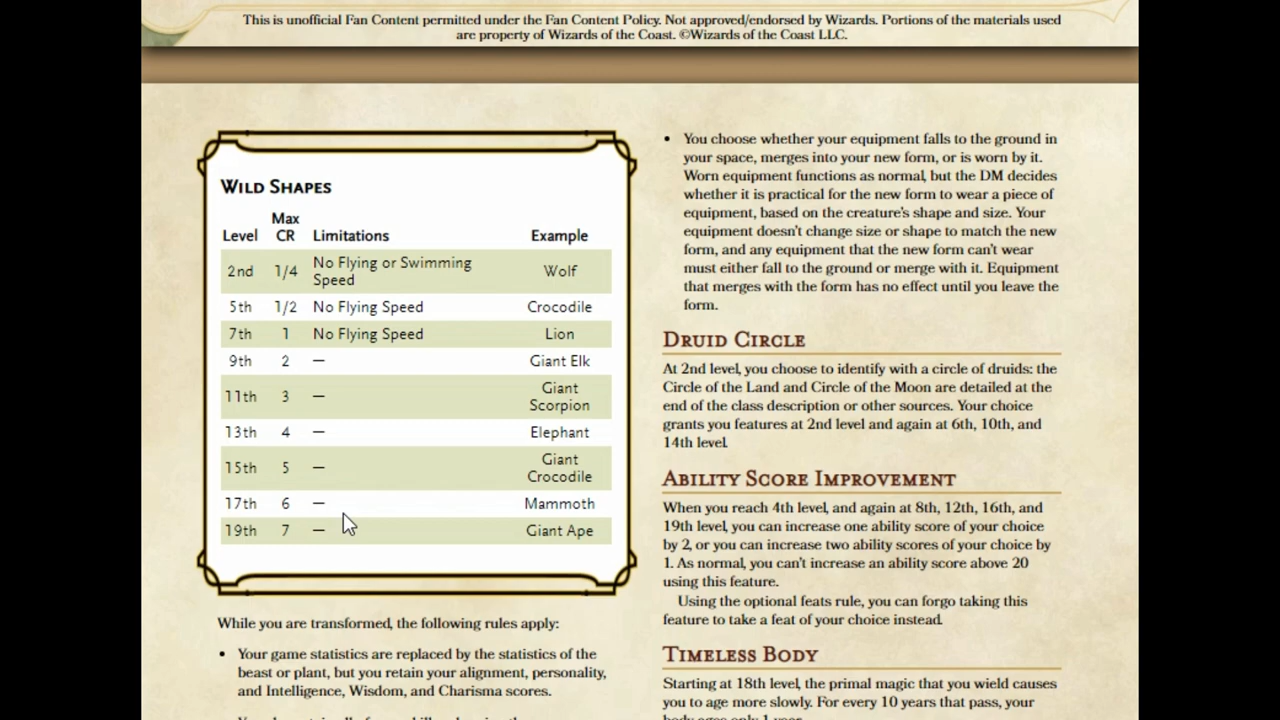 This is unofficial Fan Content permitted under the Fan Content Policy. Not approved/endorsed by Wizards. Portions of the materials used
are property of Wizards of the Coast. ©Wizards of the Coast LLC.
Wild Shapes
Level Max CR Limitations Example
2nd 1/4 No Flying or Swimming Speed Wolf
5th 1/2 No Flying Speed Crocodile
7th 1 No Flying Speed Lion
9th 2 — Giant Elk
11th 3 — Giant Scorpion
13th 4 — Elephant
15th 5 — Giant Crocodile
17th 6 — Mammoth
19th 7 — Giant Ape
While you are transformed, the following rules apply:
• Your game statistics are replaced by the statistics of the
beast or plant, but you retain your alignment, personality,
and Intelligence, Wisdom, and Charisma scores.
• You choose whether your equipment falls to the ground in
your space, merges into your new form, or is worn by it.
Worn equipment functions as normal, but the DM decides
whether it is practical for the new form to wear a piece of
equipment, based on the creature's shape and size. Your
equipment doesn't change size or shape to match the new
form, and any equipment that the new form can't wear
must either fall to the ground or merge with it. Equipment
that merges with the form has no effect until you leave the
form.
Druid Circle
At 2nd level, you choose to identify with a circle of druids: the
Circle of the Land and Circle of the Moon are detailed at the
end of the class description or other sources. Your choice
grants you features at 2nd level and again at 6th, 10th, and
14th level.
Ability Score Improvement
When you reach 4th level, and again at 8th, 12th, 16th, and
19th level, you can increase one ability score of your choice
by 2, or you can increase two ability scores of your choice by
1. As normal, you can't increase an ability score above 20
using this feature.
Using the optional feats rule, you can forgo taking this
feature to take a feat of your choice instead.
Timeless Body
Starting at 18th level, the primal magic that you wield causes
you to age more slowly. For every 10 years that pass, your
body ages only 1 year.